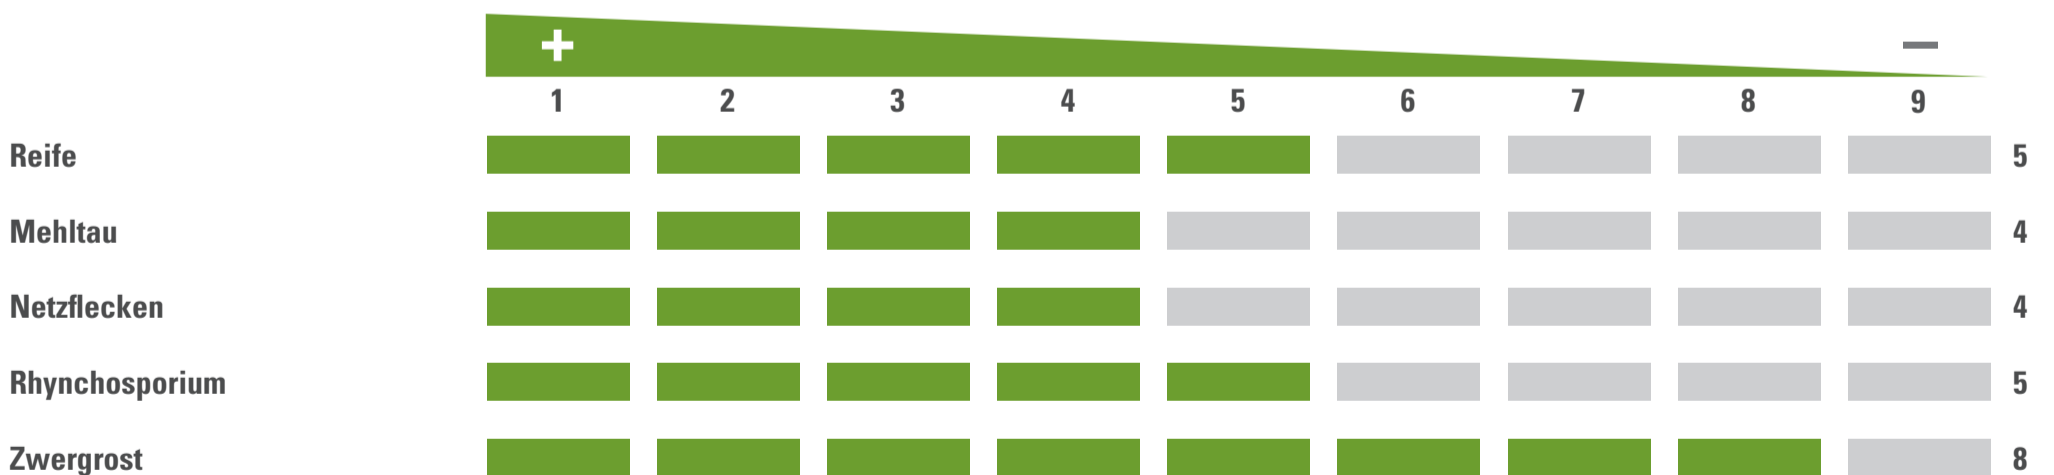 + −
1 2 3 4 5 6 7 8 9
Reife 5
Mehltau 4
Netzflecken 4
Rhynchosporium 5
Zwergrost 8